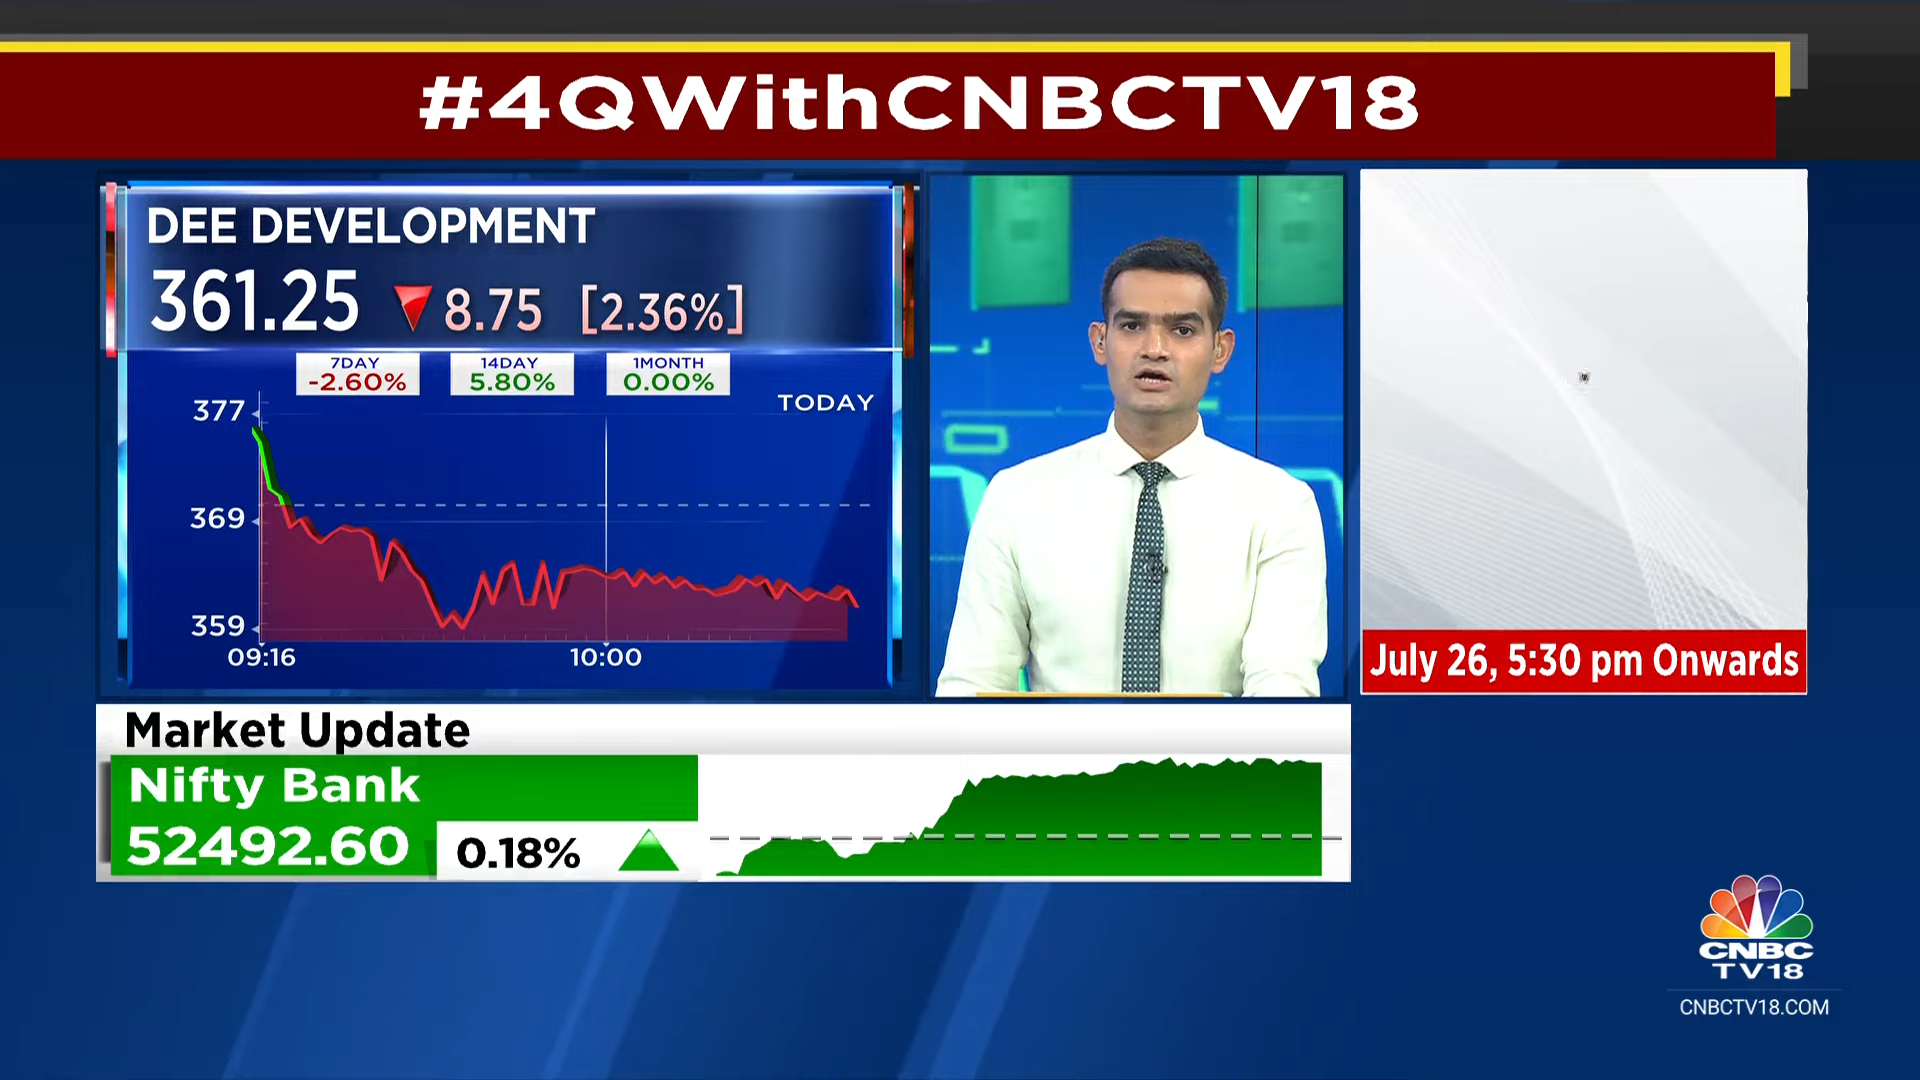 #4QWithCNBCTV18
DEE DEVELOPMENT
361.25 ▼ 8.75 [2.36%]
7DAY
-2.60%
14DAY
5.80%
1MONTH
0.00%
TODAY
377
369
359
09:16
10:00
July 26, 5:30 pm Onwards
Market Update
Nifty Bank
52492.60
0.18% ▲
CNBC
TV18
CNBCTV18.COM